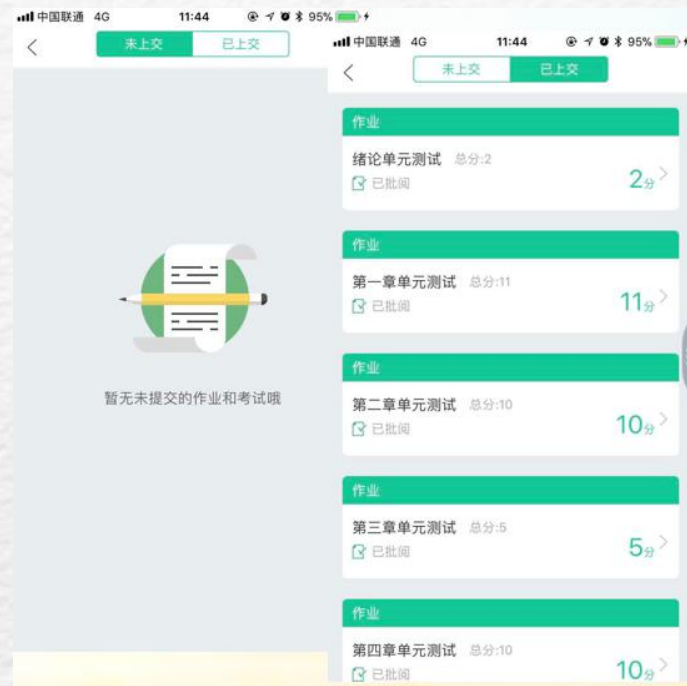 中国联通 4G 11:44 95%
未上交 已上交
暂无未提交的作业和考试哦
中国联通 4G 11:44 95%
未上交 已上交
作业
绪论单元测试 总分:2
已批阅
2分
作业
第一章单元测试 总分:11
已批阅
11分
作业
第二章单元测试 总分:10
已批阅
10分
作业
第三章单元测试 总分:5
已批阅
5分
作业
第四章单元测试 总分:10
已批阅
10分